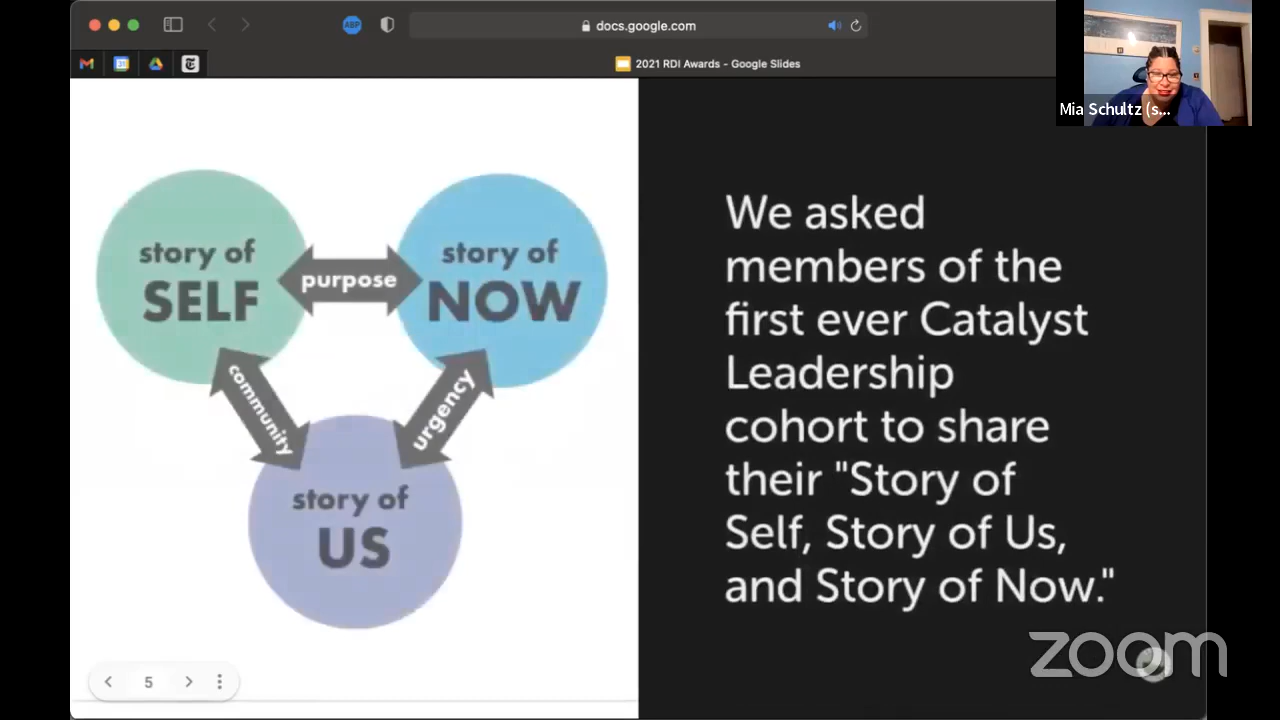 ABP
docs.google.com
31
2021 RDI Awards - Google Slides
Mia Schultz (s...
story of
SELF
purpose
story of
NOW
community
urgency
story of
US
We asked
members of the
first ever Catalyst
Leadership
cohort to share
their "Story of
Self, Story of Us,
and Story of Now."
5
zoom